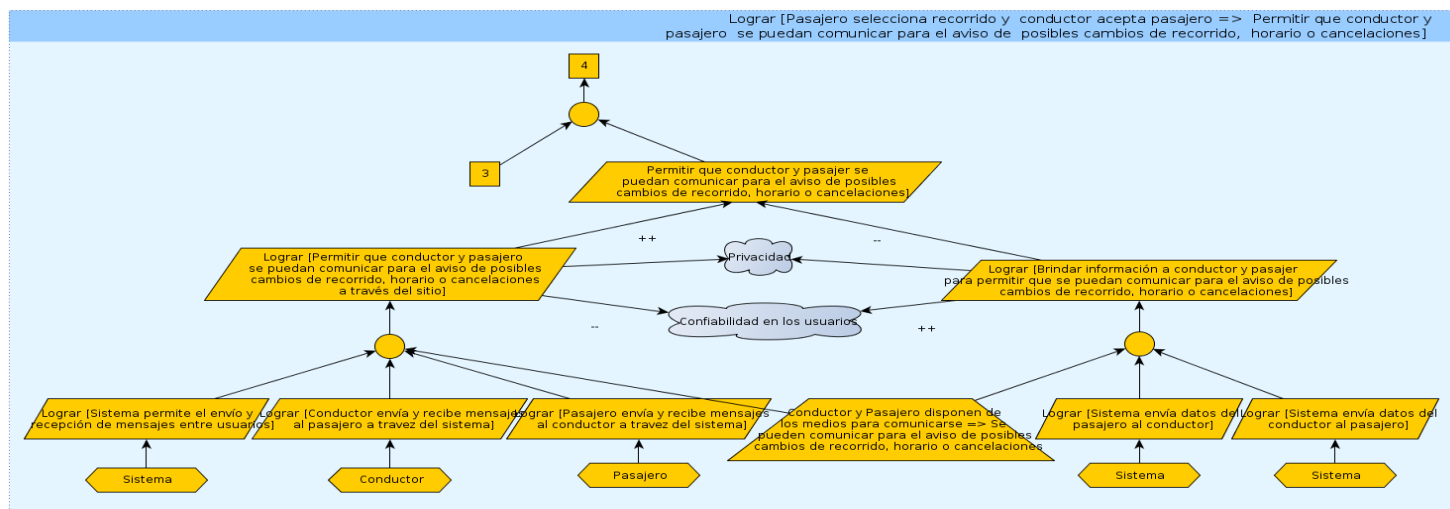 Lograr [Pasajero selecciona recorrido y  conductor acepta pasajero =>  Permitir que conductor y
pasajero  se puedan comunicar para el aviso de  posibles cambios de recorrido,  horario o cancelaciones]
4
3
Permitir que conductor y pasajer se
puedan comunicar para el aviso de posibles
cambios de recorrido, horario o cancelaciones]
++
--
Lograr [Permitir que conductor y pasajero
se puedan comunicar para el aviso de posibles
cambios de recorrido, horario o cancelaciones
a través del sitio]
Privacidad
Lograr [Brindar información a conductor y pasajer
para permitir que se puedan comunicar para el aviso de posibles
cambios de recorrido, horario o cancelaciones]
Confiabilidad en los usuarios
--
++
Lograr [Sistema permite el envío y
recepción de mensajes entre usuarios]
Lograr [Conductor envía y recibe mensajes
al pasajero a travez del sistema]
Lograr [Pasajero envía y recibe mensajes
al conductor a travez del sistema]
Conductor y Pasajero disponen de
los medios para comunicarse => Se
pueden comunicar para el aviso de posibles
cambios de recorrido, horario o cancelaciones
Lograr [Sistema envía datos del
pasajero al conductor]
Lograr [Sistema envía datos del
conductor al pasajero]
Sistema
Conductor
Pasajero
Sistema
Sistema